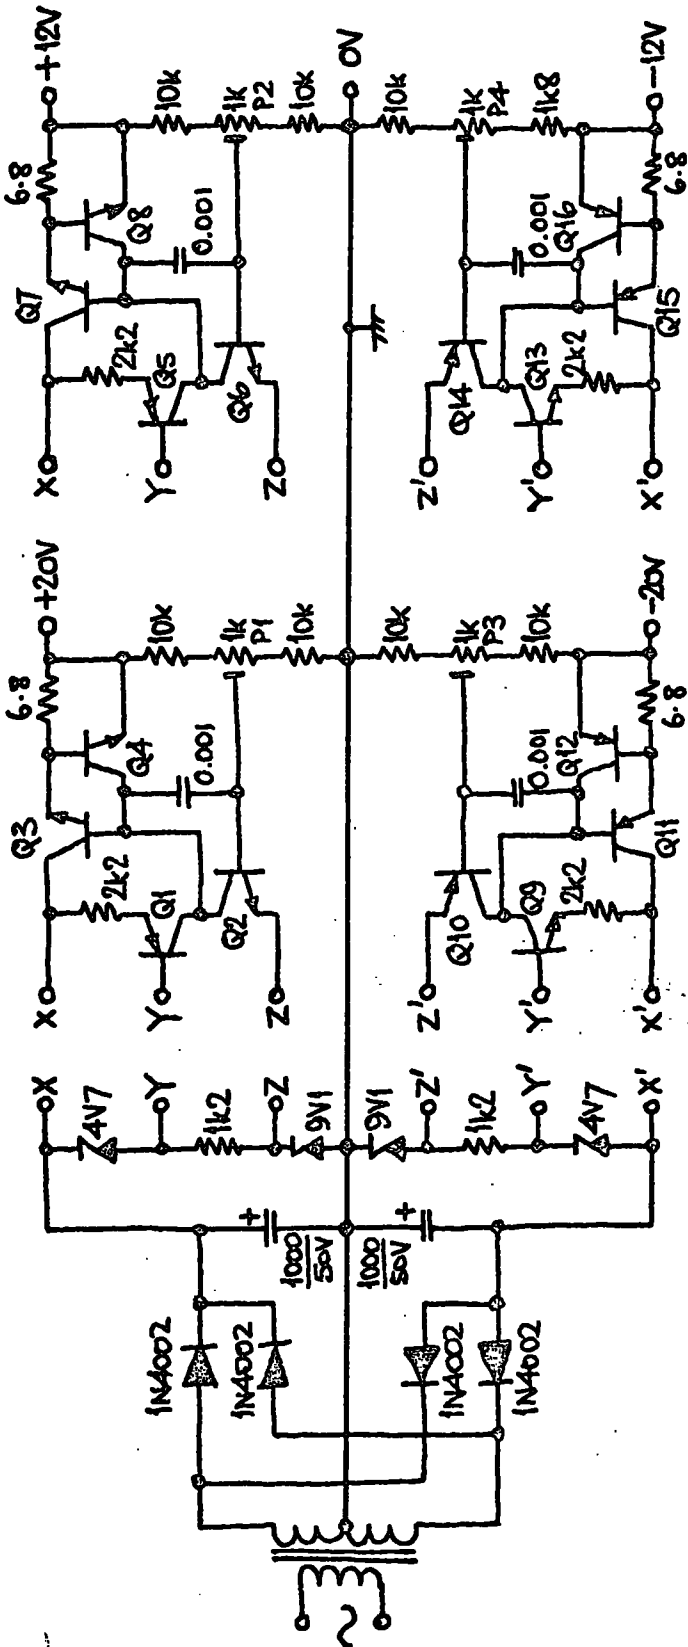 1N4002
1N4002
1N4002
1N4002
1000
50V
+
1000
50V
+
4V7
1k2
9V1
9V1
1k2
4V7
X
Y
Z
Z'
Y'
X'
X
Y
Z
2k2
Q1
Q2
Q3
Q4
6.8
0.001
+20V
10k
1k
P1
10k
Z'
Y'
X'
Q10
Q9
2k2
Q11
Q12
0.001
6.8
10k
1k
P3
10k
-20V
X
Y
Z
2k2
Q5
Q6
Q7
Q8
6.8
0.001
+12V
10k
1k
P2
10k
0V
Z'
Y'
X'
Q14
Q13
2k2
Q15
Q16
0.001
6.8
10k
1k
P4
1k8
-12V